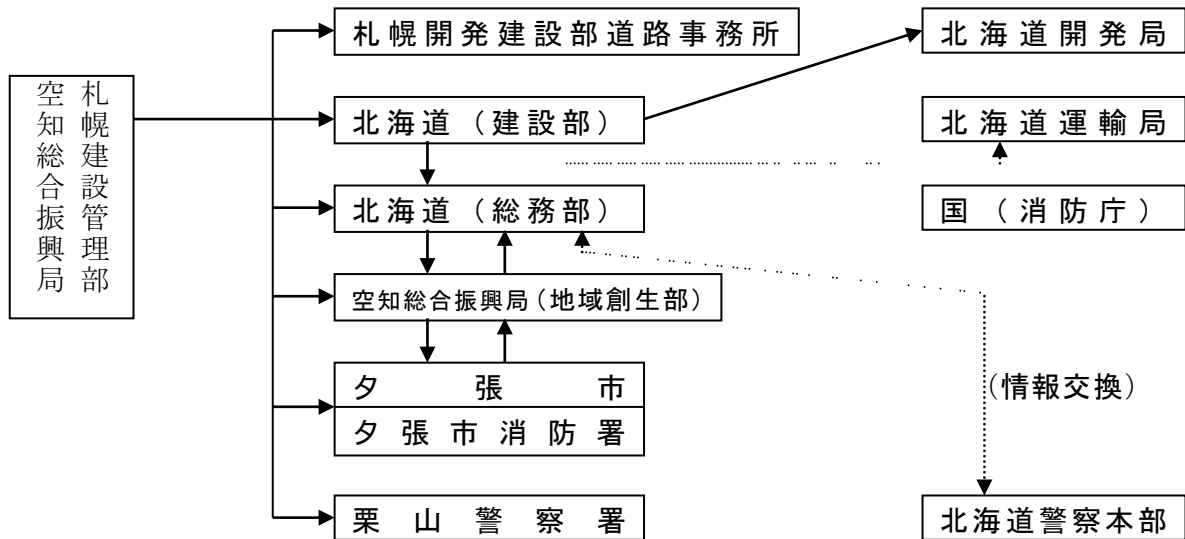 札幌建設管理部
空知総合振興局
札幌開発建設部道路事務所
北海道開発局
北海道（建設部）
北海道運輸局
北海道（総務部）
国（消防庁）
空知総合振興局（地域創生部）
夕張市
(情報交換)
夕張市消防署
栗山警察署
北海道警察本部